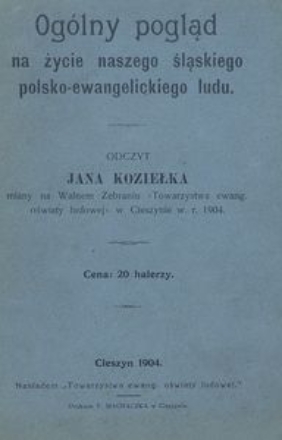 Ogólny pogląd
na życie naszego śląskiego
polsko-ewangelickiego ludu.
ODCZYT
JANA KOZIEŁKA
miany na Walnem Zebraniu »Towarzystwa ewang.
oświaty ludowej« w Cieszynie w r. 1904.
Cena: 20 halerzy.
Cieszyn 1904.
Nakładem „Towarzystwa ewang. oświaty ludowej."
w Cieszynie.